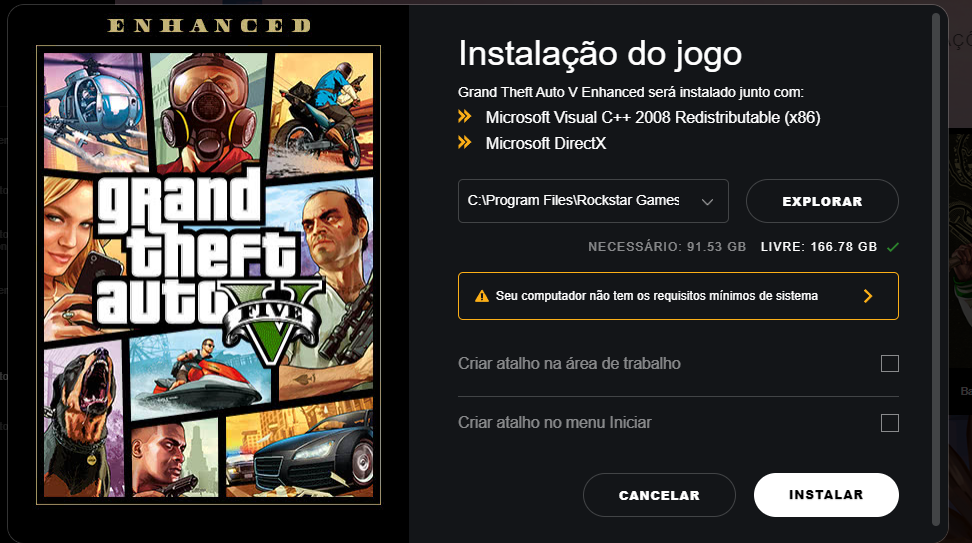 ENHANCED
grand
theft
auto
FIVE
Instalação do jogo
Grand Theft Auto V Enhanced será instalado junto com:
Microsoft Visual C++ 2008 Redistributable (x86)
Microsoft DirectX
C:\Program Files\Rockstar Games
EXPLORAR
NECESSÁRIO: 91.53 GB LIVRE: 166.78 GB
Seu computador não tem os requisitos mínimos de sistema
Criar atalho na área de trabalho
Criar atalho no menu Iniciar
CANCELAR
INSTALAR